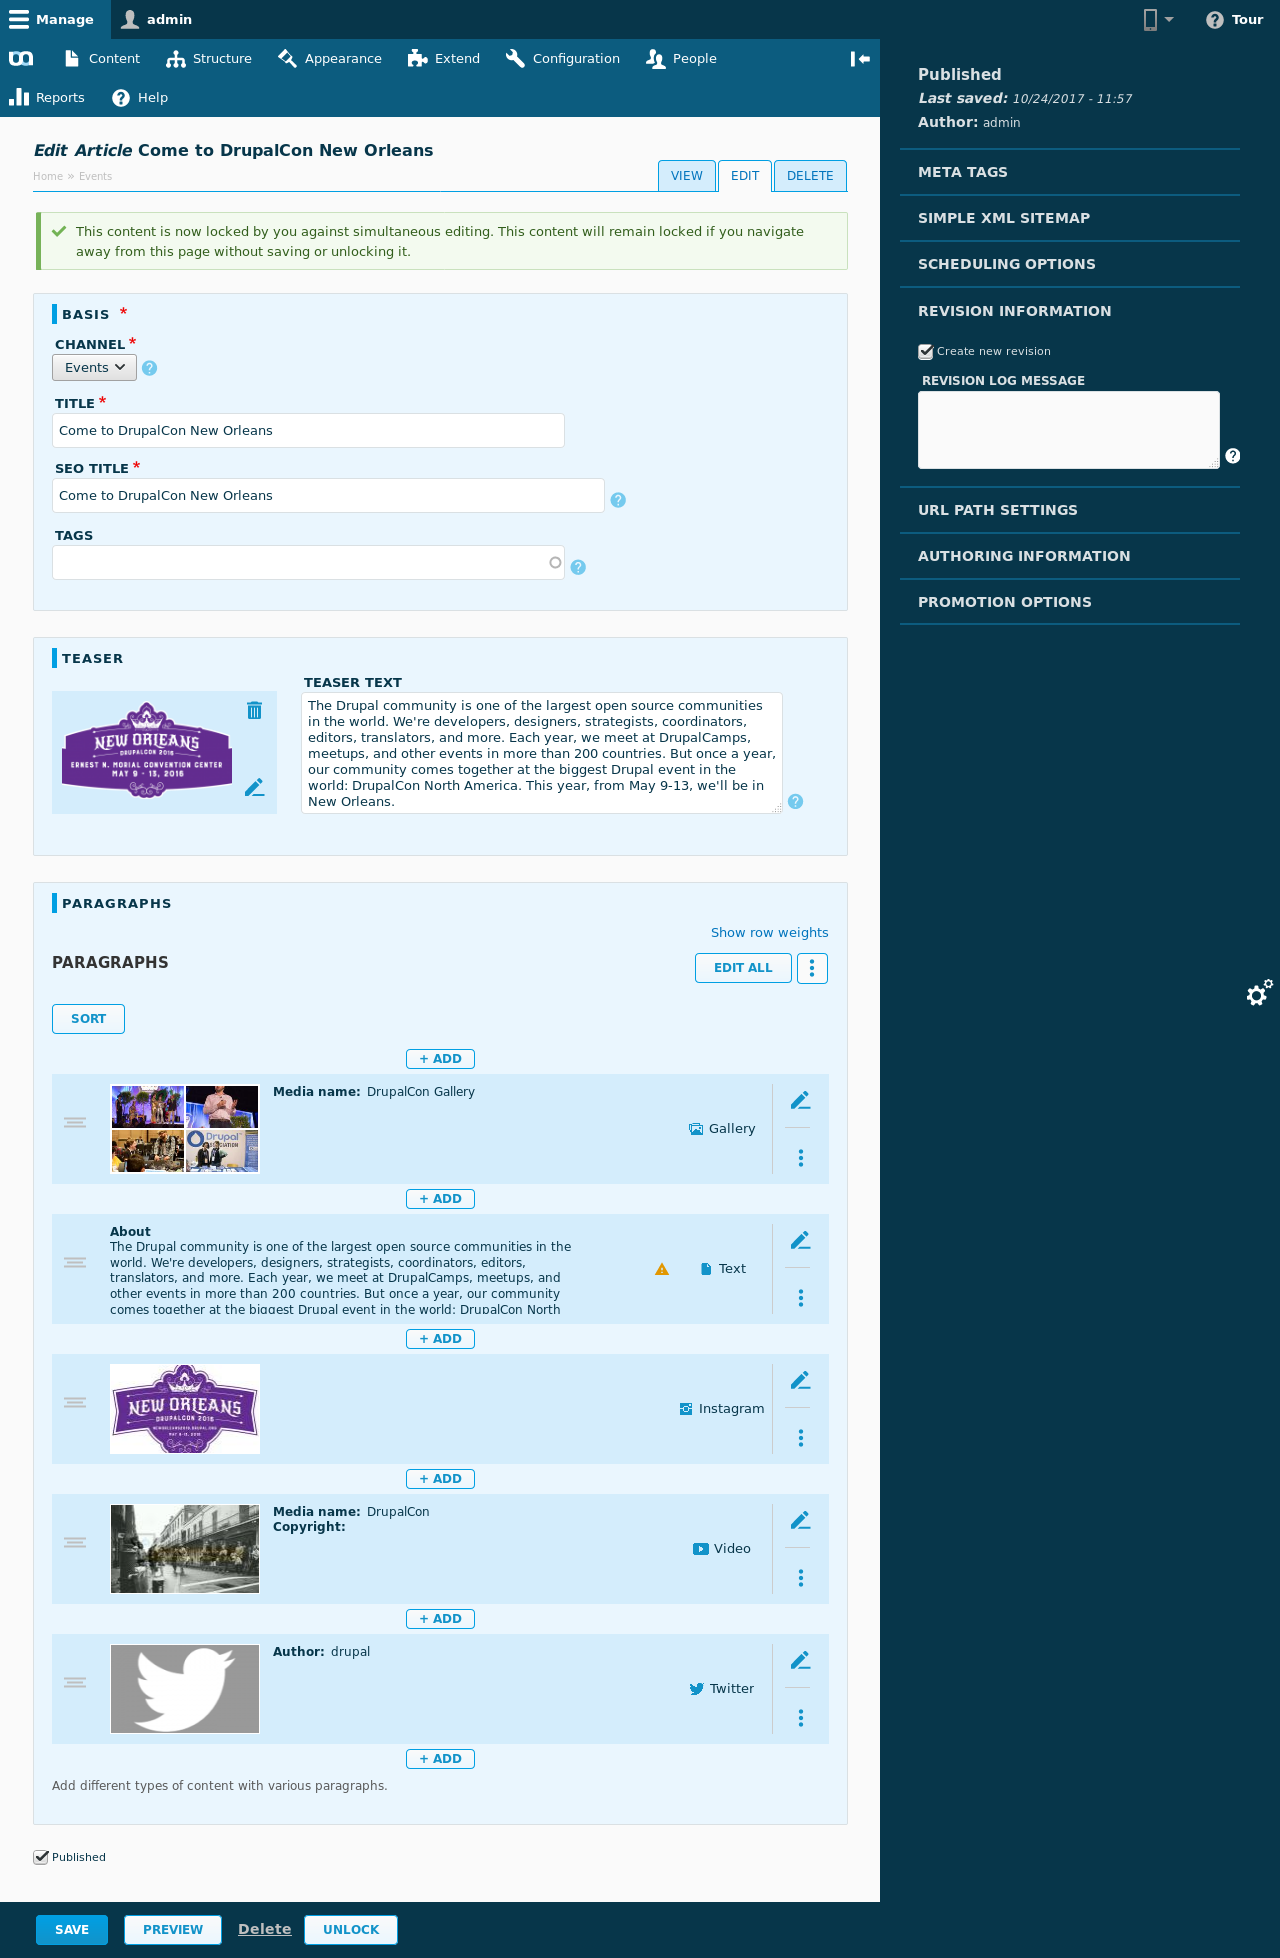 Manage
admin
Tour
Content
Structure
Appearance
Extend
Configuration
People
Reports
Help
Edit Article Come to DrupalCon New Orleans
Home » Events
VIEW
EDIT
DELETE
This content is now locked by you against simultaneous editing. This content will remain locked if you navigate
away from this page without saving or unlocking it.
BASIS *
CHANNEL *
Events
TITLE *
Come to DrupalCon New Orleans
SEO TITLE *
Come to DrupalCon New Orleans
TAGS
TEASER
NEW ORLEANS
DRUPALCON 2016
ERNEST N. MORIAL CONVENTION CENTER
MAY 9 - 13, 2016
TEASER TEXT
The Drupal community is one of the largest open source communities
in the world. We're developers, designers, strategists, coordinators,
editors, translators, and more. Each year, we meet at DrupalCamps,
meetups, and other events in more than 200 countries. But once a year,
our community comes together at the biggest Drupal event in the
world: DrupalCon North America. This year, from May 9-13, we'll be in
New Orleans.
PARAGRAPHS
Show row weights
PARAGRAPHS
EDIT ALL
SORT
+ ADD
Drupal
Media name: DrupalCon Gallery
Gallery
+ ADD
About
The Drupal community is one of the largest open source communities in the
world. We're developers, designers, strategists, coordinators, editors,
translators, and more. Each year, we meet at DrupalCamps, meetups, and
other events in more than 200 countries. But once a year, our community
comes together at the biggest Drupal event in the world: DrupalCon North
Text
+ ADD
NEW ORLEANS
DRUPALCON 2016
MAY 9-13, 2016
Instagram
+ ADD
Media name: DrupalCon
Copyright:
Video
+ ADD
Author: drupal
Twitter
+ ADD
Add different types of content with various paragraphs.
Published
SAVE
PREVIEW
Delete
UNLOCK
Published
Last saved: 10/24/2017 - 11:57
Author: admin
META TAGS
SIMPLE XML SITEMAP
SCHEDULING OPTIONS
REVISION INFORMATION
Create new revision
REVISION LOG MESSAGE
URL PATH SETTINGS
AUTHORING INFORMATION
PROMOTION OPTIONS